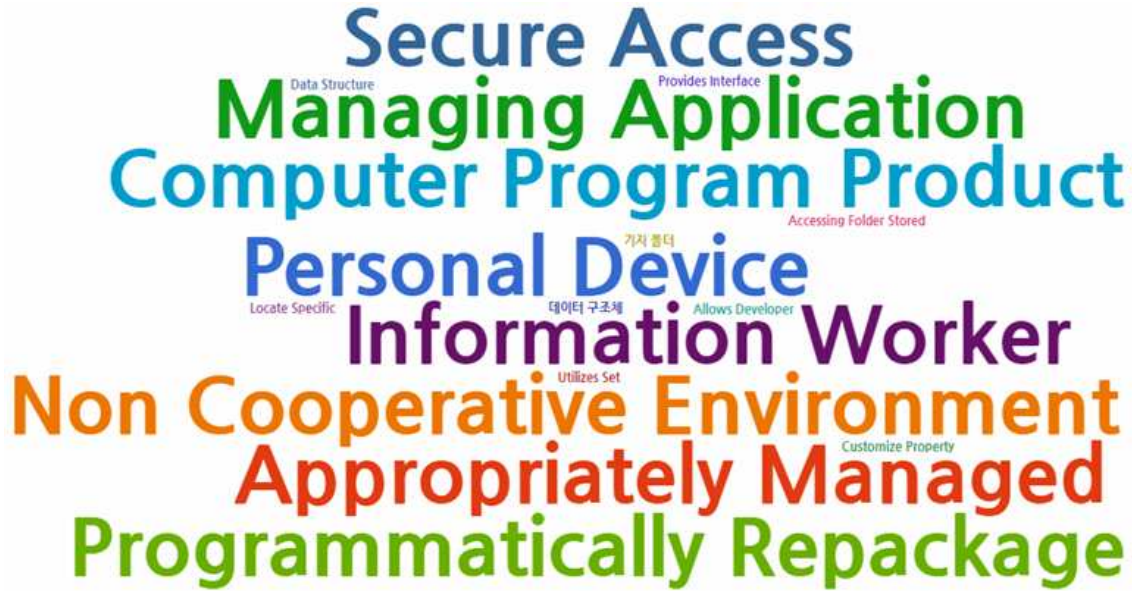 Secure Access
Data Structure
Provides Interface
Managing Application
Computer Program Product
Accessing Folder Stored
기지 폴더
Personal Device
Locate Specific
데이터 구조체
Allows Developer
Information Worker
Utilizes Set
Non Cooperative Environment
Customize Property
Appropriately Managed
Programmatically Repackage